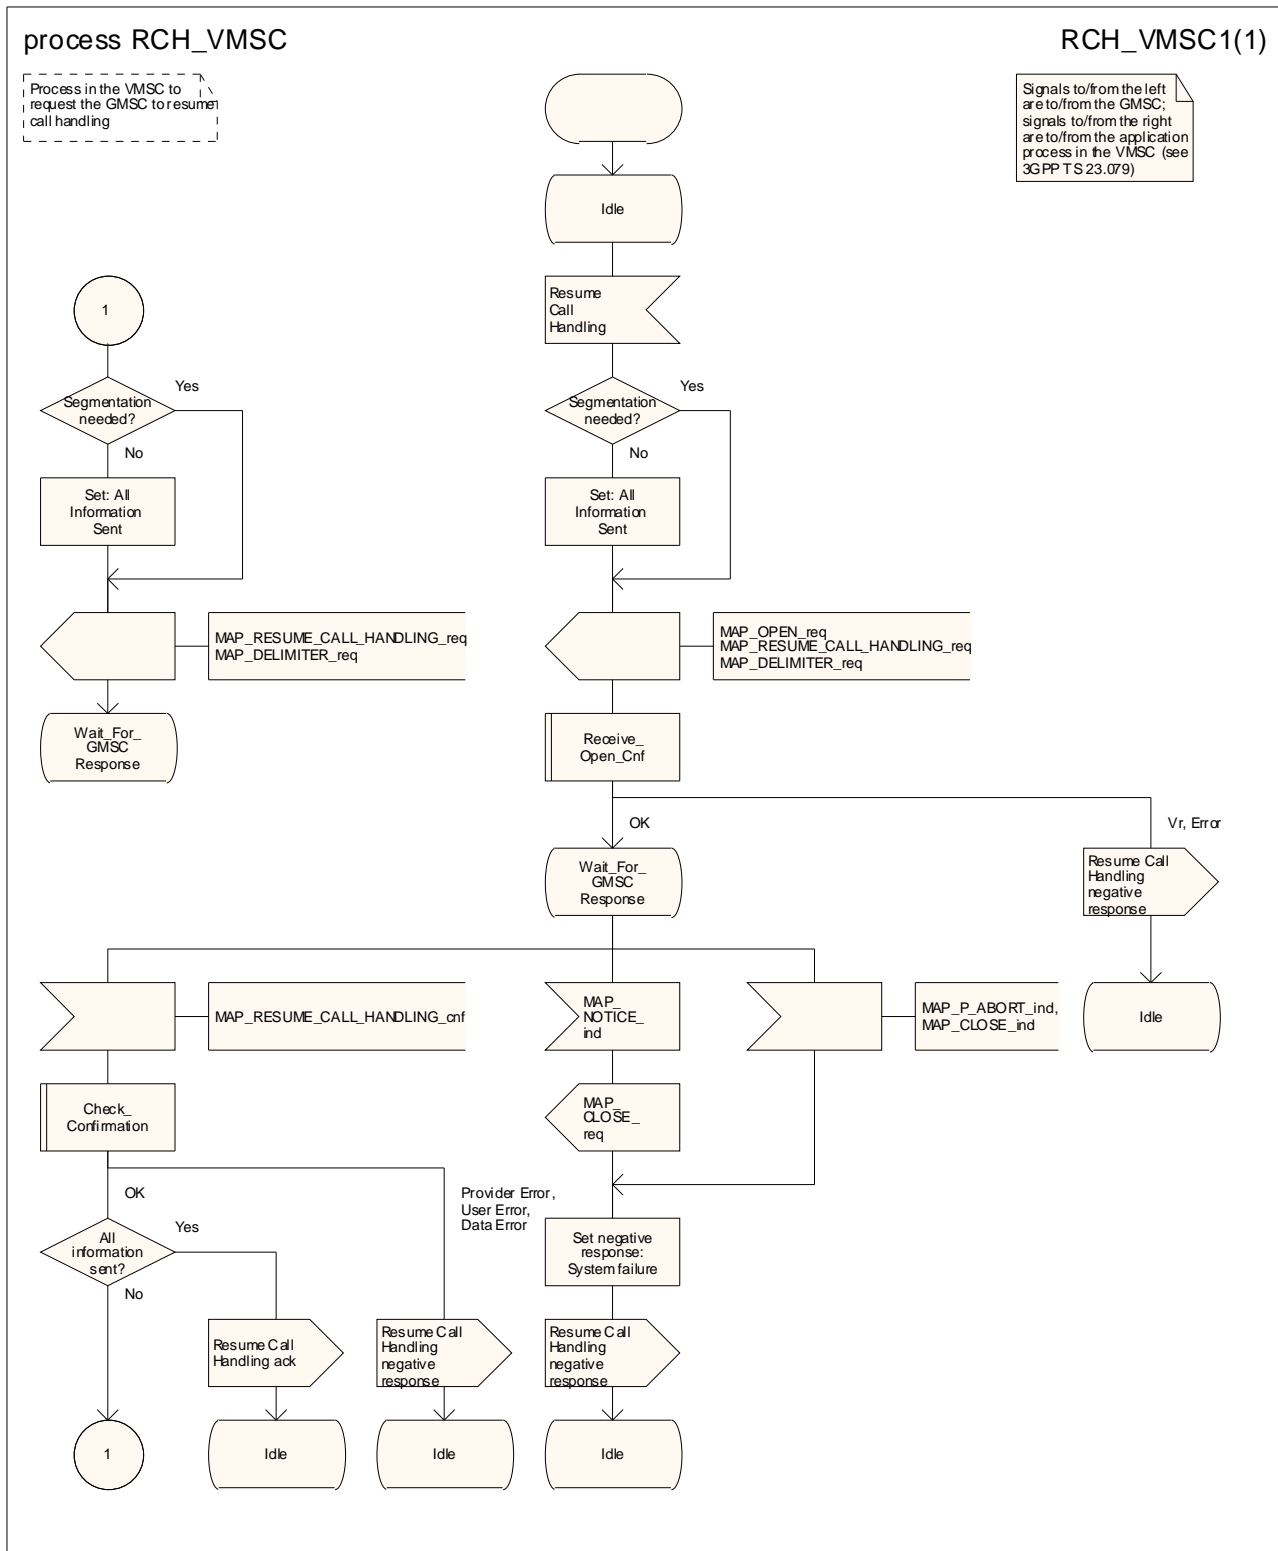 process RCH_VMSC
RCH_VMSC1(1)
Process in the VMSC to
request the GMSC to resume
call handling
Signals to/from the left
are to/from the GMSC;
signals to/from the right
are to/from the application
process in the VMSC (see
3GPP TS 23.079)
Idle
Resume
Call
Handling
1
Segmentation
needed?
Yes
No
Set: All
Information
Sent
Segmentation
needed?
Yes
No
Set: All
Information
Sent
MAP_RESUME_CALL_HANDLING_req
MAP_DELIMITER_req
MAP_OPEN_req
MAP_RESUME_CALL_HANDLING_req
MAP_DELIMITER_req
Wait_For_
GMSC
Response
Receive_
Open_Cnf
OK
Vr, Error
Wait_For_
GMSC
Response
Resume Call
Handling
negative
response
MAP_RESUME_CALL_HANDLING_cnf
MAP_
NOTICE_
ind
MAP_P_ABORT_ind,
MAP_CLOSE_ind
Idle
Check_
Confirmation
MAP_
CLOSE_
req
OK
Provider Error,
User Error,
Data Error
All
information
sent?
Yes
No
Set negative
response:
System failure
Resume Call
Handling ack
Resume Call
Handling
negative
response
Resume Call
Handling
negative
response
1
Idle
Idle
Idle